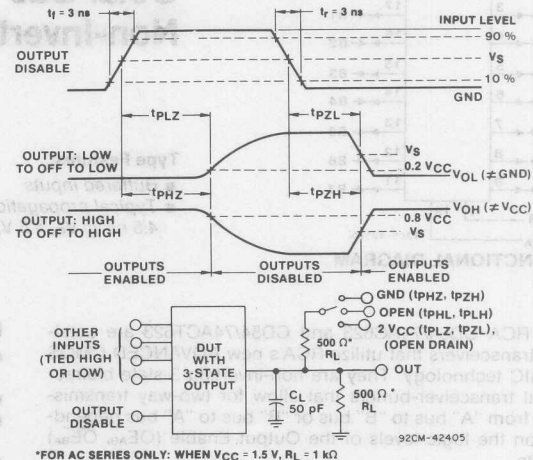 tf = 3 ns
tr = 3 ns
INPUT LEVEL
90 %
OUTPUT
DISABLE
VS
10 %
GND
tPLZ
tPZL
OUTPUT: LOW
TO OFF TO LOW
VS
0.2 VCC
VOL (≠GND)
tPHZ
tPZH
OUTPUT: HIGH
TO OFF TO HIGH
VOH (≠VCC)
0.8 VCC
VS
OUTPUTS
ENABLED
OUTPUTS
DISABLED
OUTPUTS
ENABLED
OTHER
INPUTS
(TIED HIGH
OR LOW)
OUTPUT
DISABLE
DUT
WITH
3-STATE
OUTPUT
GND (tPHZ, tPZH)
OPEN (tPHL, tPLH)
2 VCC (tPLZ, tPZL),
(OPEN DRAIN)
500 Ω*
RL
OUT
CL
50 pF
500 Ω*
RL
92CM-42405
*FOR AC SERIES ONLY: WHEN VCC = 1.5 V, RL = 1 kΩ